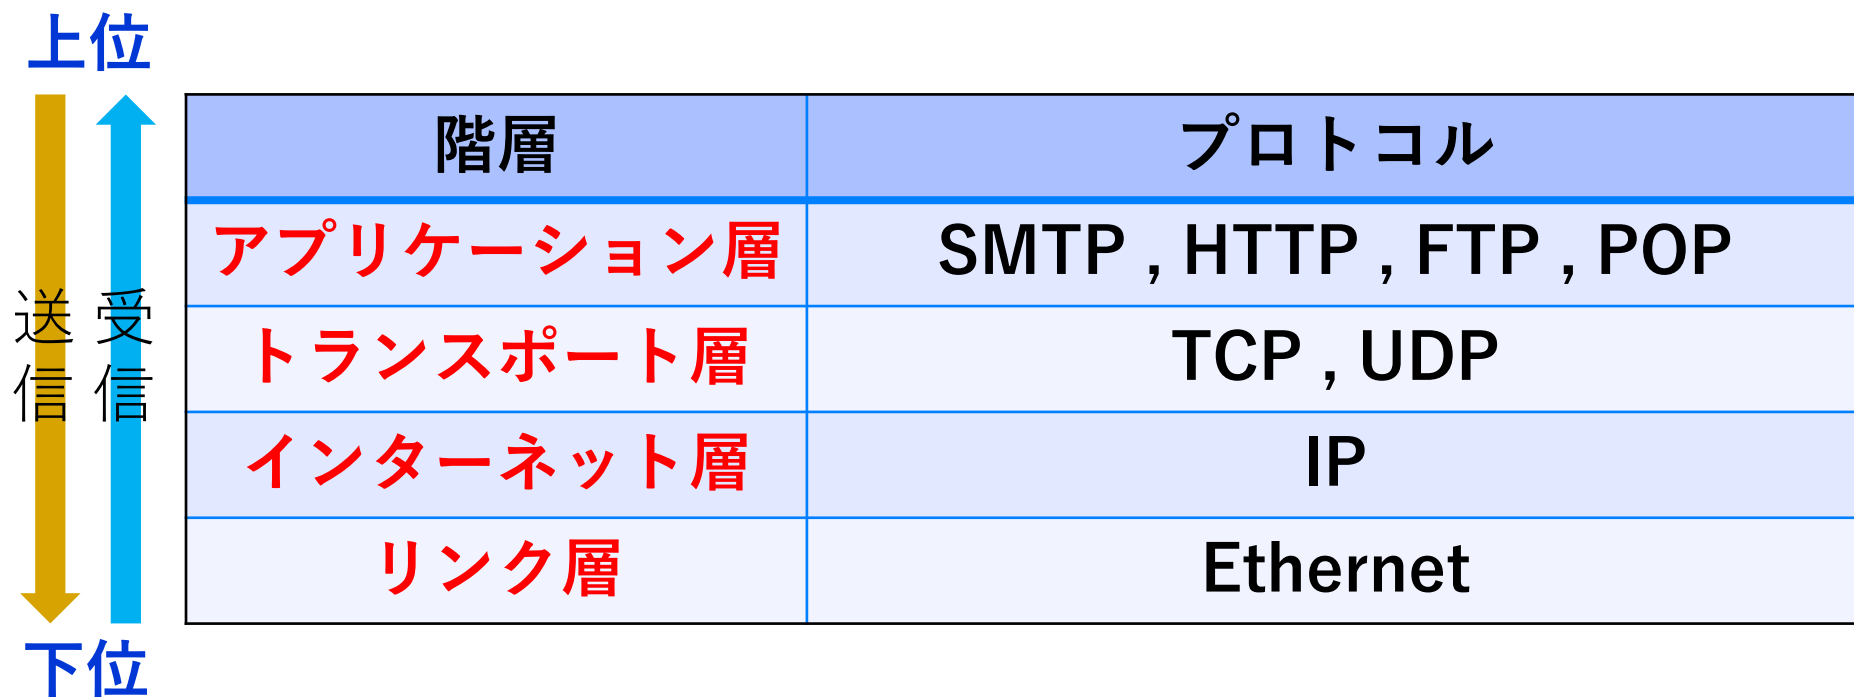 上位
階層 プロトコル
アプリケーション層 SMTP , HTTP , FTP , POP
トランスポート層 TCP , UDP
インターネット層 IP
リンク層 Ethernet
送信
受信
下位